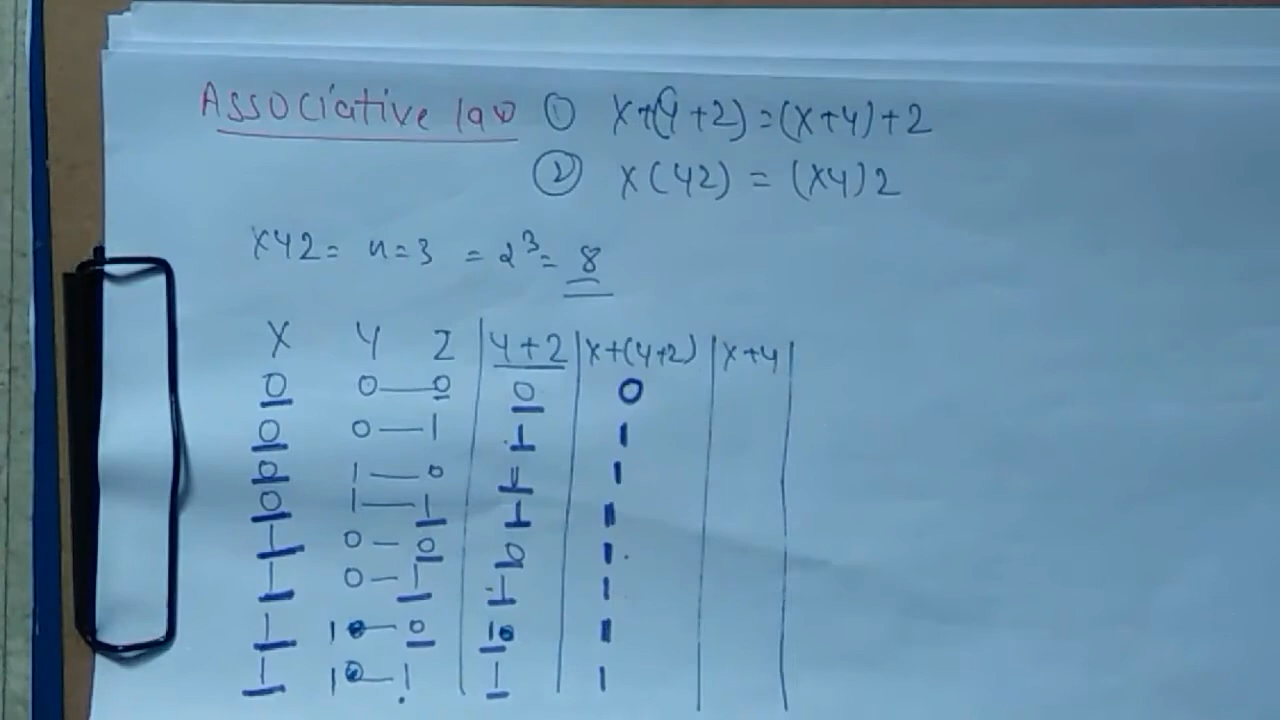 Associative law ① X+(Y+Z)=(X+Y)+Z
② X(YZ) = (XY)Z
XYZ = n=3 = 2³= 8
X Y Z Y+Z X+(Y+Z) X+Y
0 0 0 0 0
0 0 1 1 1
0 1 0 1 1
0 1 1 1 1
1 0 0 0 1
1 0 1 1 1
1 1 0 1 1
1 1 1 1 1